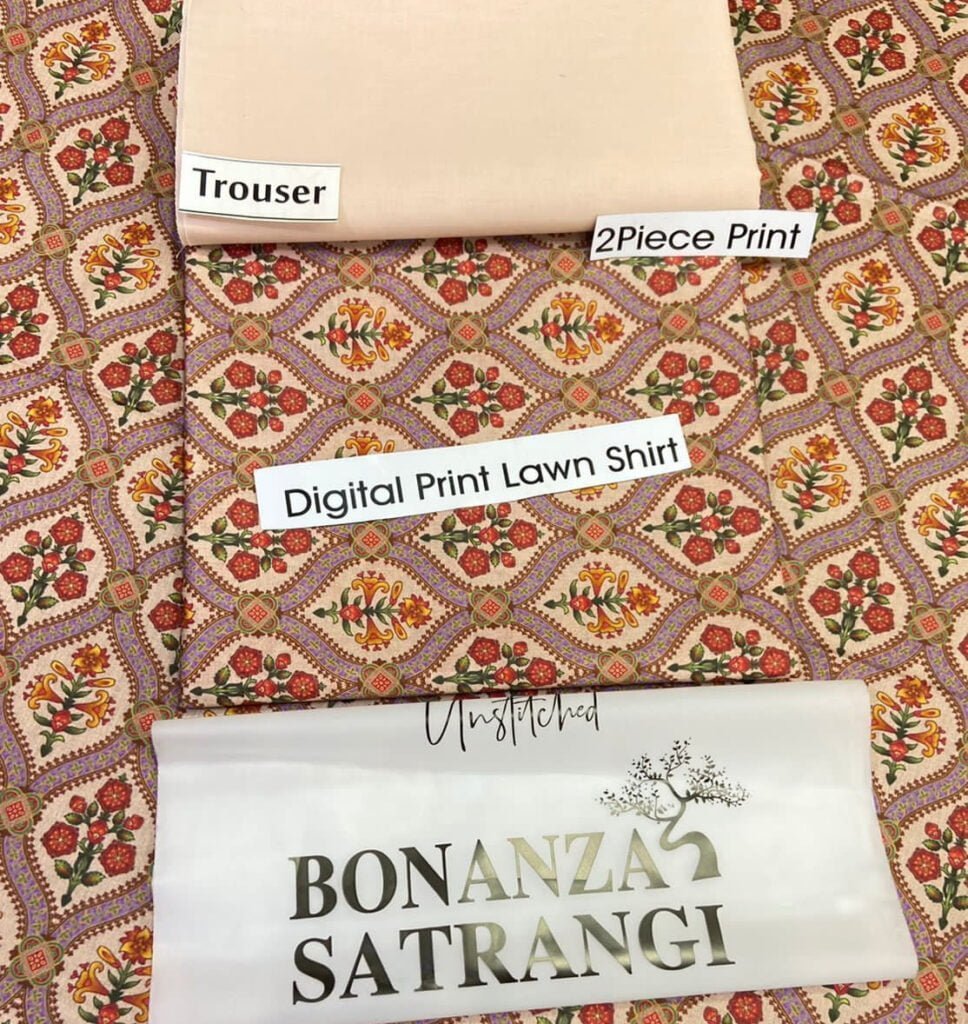 Trouser
2Piece Print
Digital Print Lawn Shirt
Unstitched
BONANZA
SATRANGI